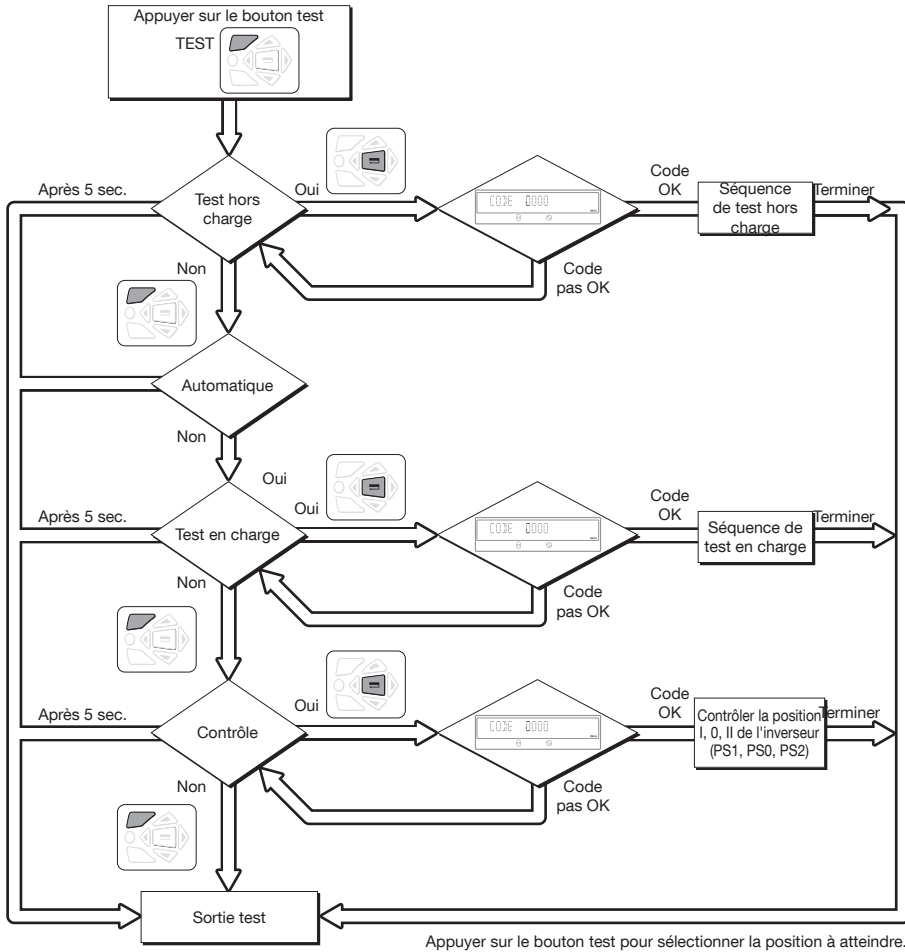 Appuyer sur le bouton test
TEST
Après 5 sec.
Test hors
charge
Oui
CODE 0000
Code
OK
Séquence
de test hors
charge
Terminer
Non
Code
pas OK
Automatique
Non
Oui
Après 5 sec.
Test en charge
Oui
CODE 0000
Code
OK
Séquence de
test en charge
Terminer
Non
Code
pas OK
Après 5 sec.
Contrôle
Oui
CODE 0000
Code
OK
Contrôler la position
I, 0, II de l'inverseur
(PS1, PS0, PS2)
Terminer
Non
Code
pas OK
Sortie test
Appuyer sur le bouton test pour sélectionner la position à atteindre.